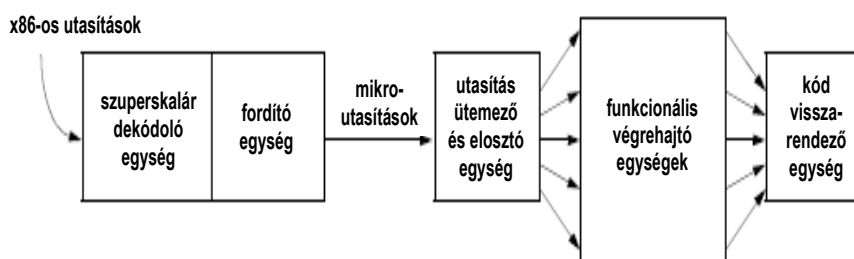 x86-os utasítások
szuperskalár
dekódoló
egység
fordító
egység
mikro-
utasítások
utasítás
ütemező
és elosztó
egység
funkcionális
végrehajtó
egységek
kód
vissza-
rendező
egység